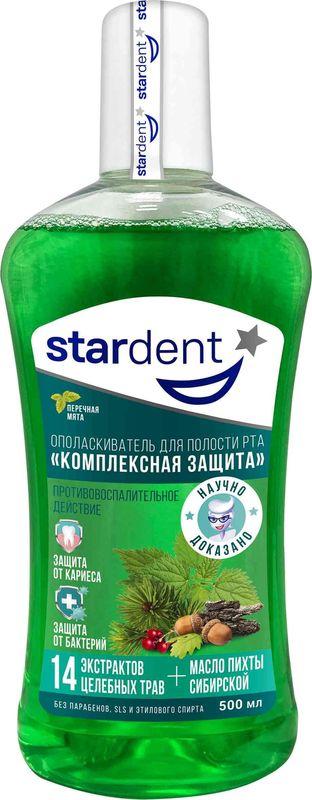 stardent
stardent
stardent
ПЕРЕЧНАЯ
МЯТА
ОПОЛАСКИВАТЕЛЬ ДЛЯ ПОЛОСТИ РТА
«КОМПЛЕКСНАЯ ЗАЩИТА»
ПРОТИВОВОСПАЛИТЕЛЬНОЕ
ДЕЙСТВИЕ
НАУЧНО
ДОКАЗАНО
ЗАЩИТА
ОТ КАРИЕСА
ЗАЩИТА
ОТ БАКТЕРИЙ
14 ЭКСТРАКТОВ
ЦЕЛЕБНЫХ ТРАВ
+ МАСЛО ПИХТЫ
СИБИРСКОЙ
БЕЗ ПАРАБЕНОВ, SLS И ЭТИЛОВОГО СПИРТА
500 МЛ